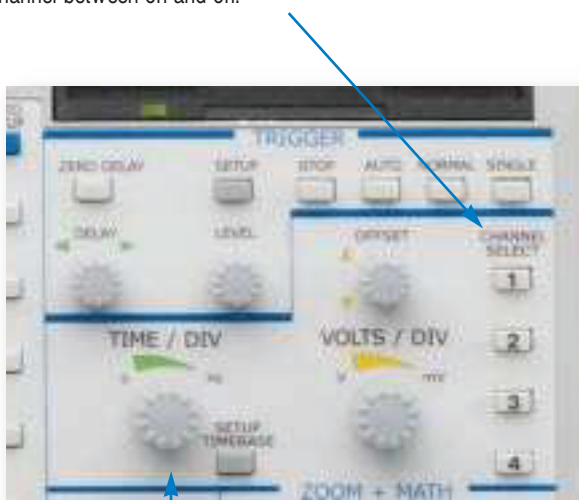 channel between on and off.
TRIGGER
ZERO DELAY SETUP STOP AUTO NORMAL SINGLE
DELAY LEVEL OFFSET CHANNEL
SELECT
1
TIME / DIV VOLTS / DIV 2
V
3
SETUP
TIMEBASE
4
ZOOM + MATH